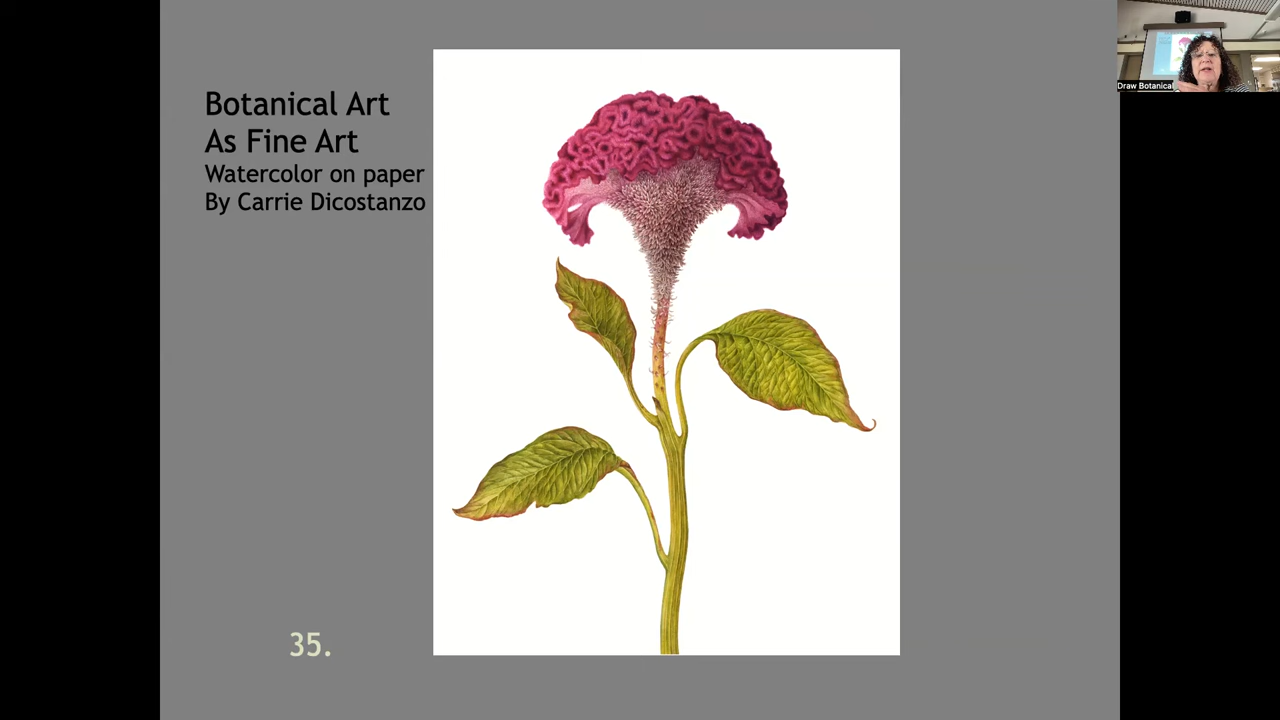 Botanical Art
As Fine Art
Watercolor on paper
By Carrie Dicostanzo
35.
Draw Botanical